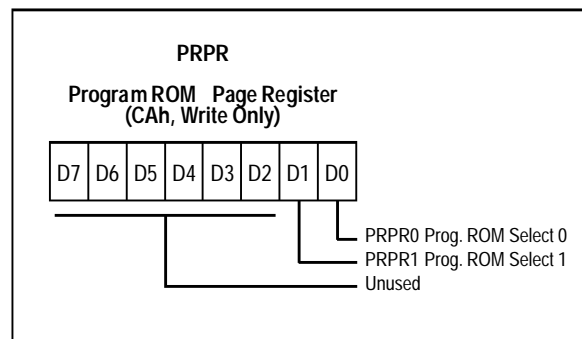 PRPR
Program ROM Page Register
(CAh, Write Only)
D7 D6 D5 D4 D3 D2 D1 D0
PRPR0 Prog. ROM Select 0
PRPR1 Prog. ROM Select 1
Unused